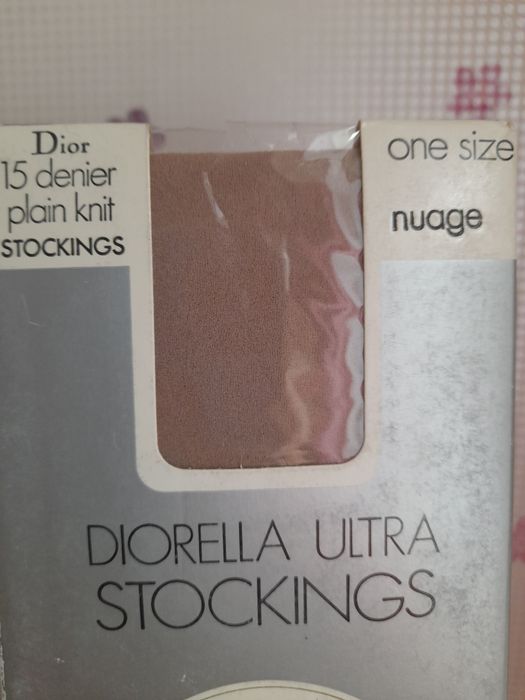 Dior
15 denier
plain knit
STOCKINGS
one size
nuage
DIORELLA ULTRA
STOCKINGS